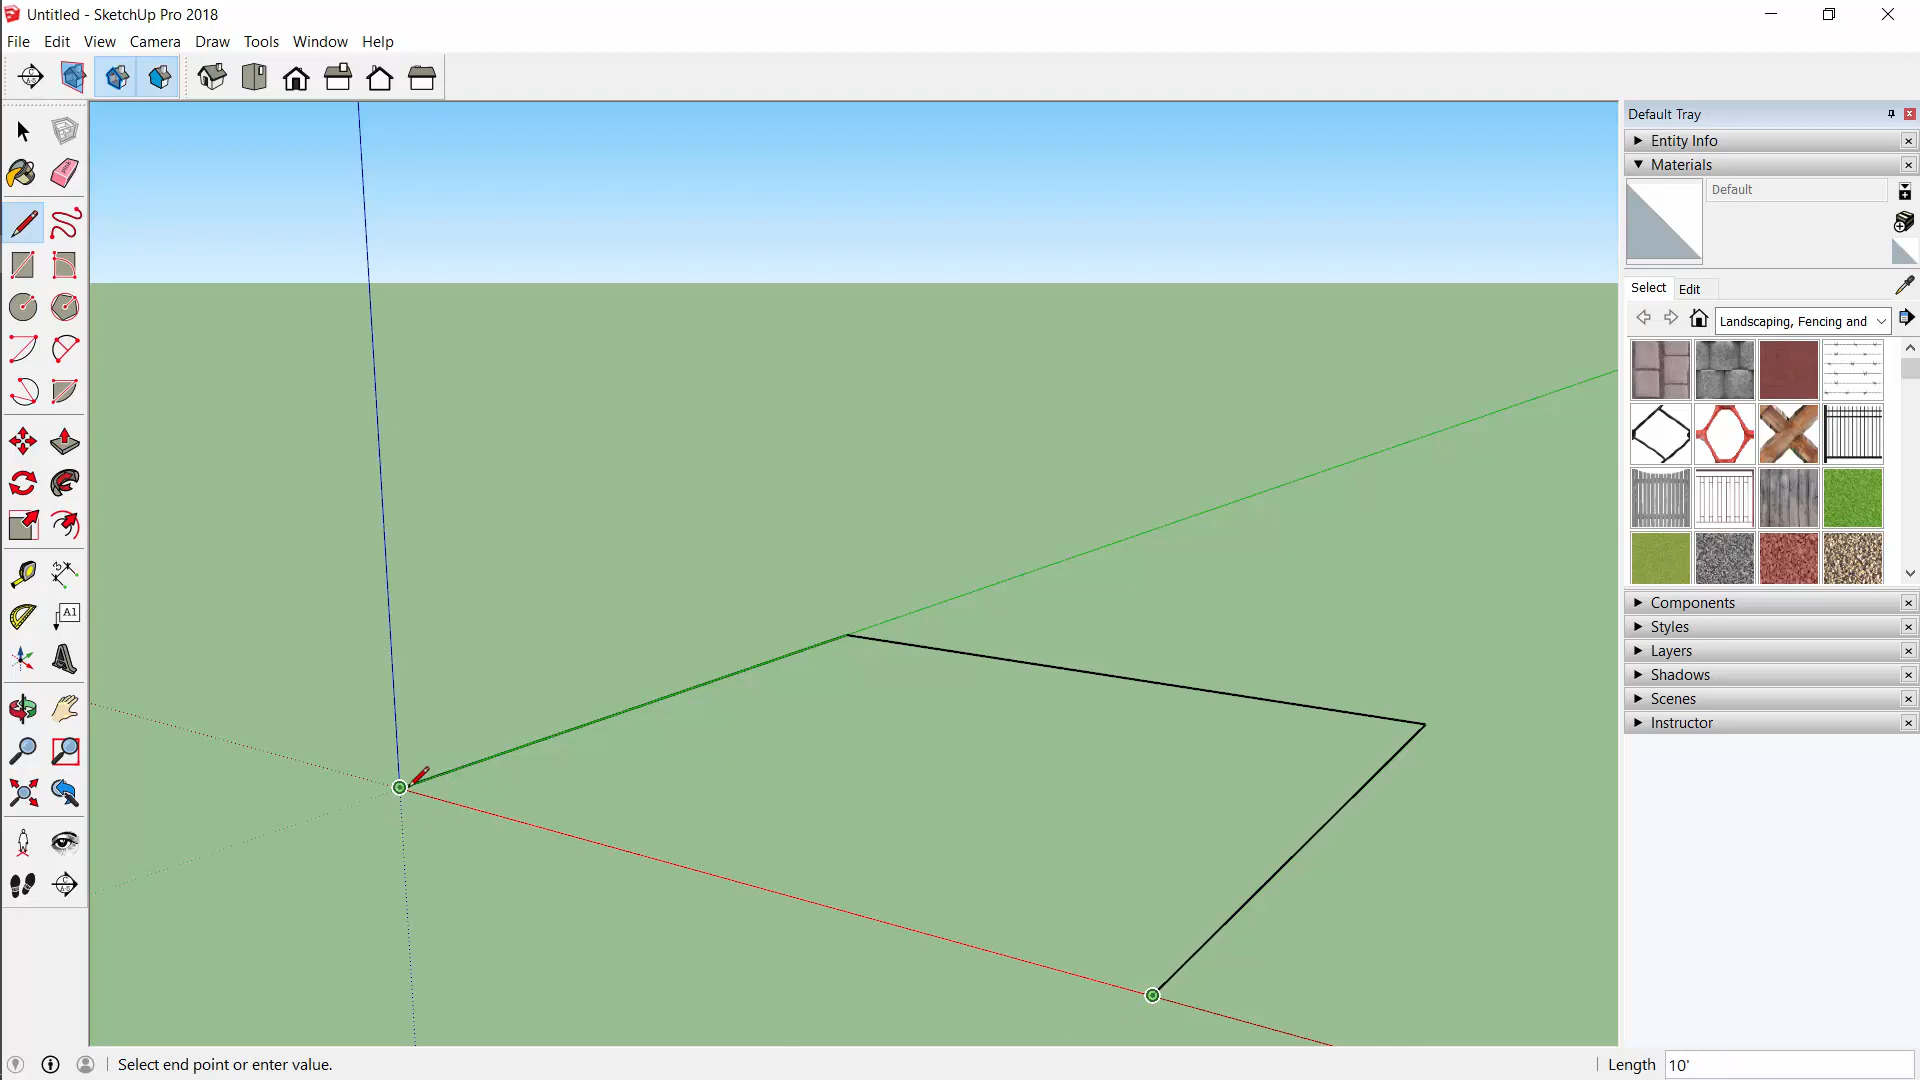 Untitled - SketchUp Pro 2018
File Edit View Camera Draw Tools Window Help
Default Tray
Entity Info
Materials
Default
Select Edit
Landscaping, Fencing and
A1
Components
Styles
Layers
Shadows
Scenes
Instructor
Select end point or enter value.
Length 10'